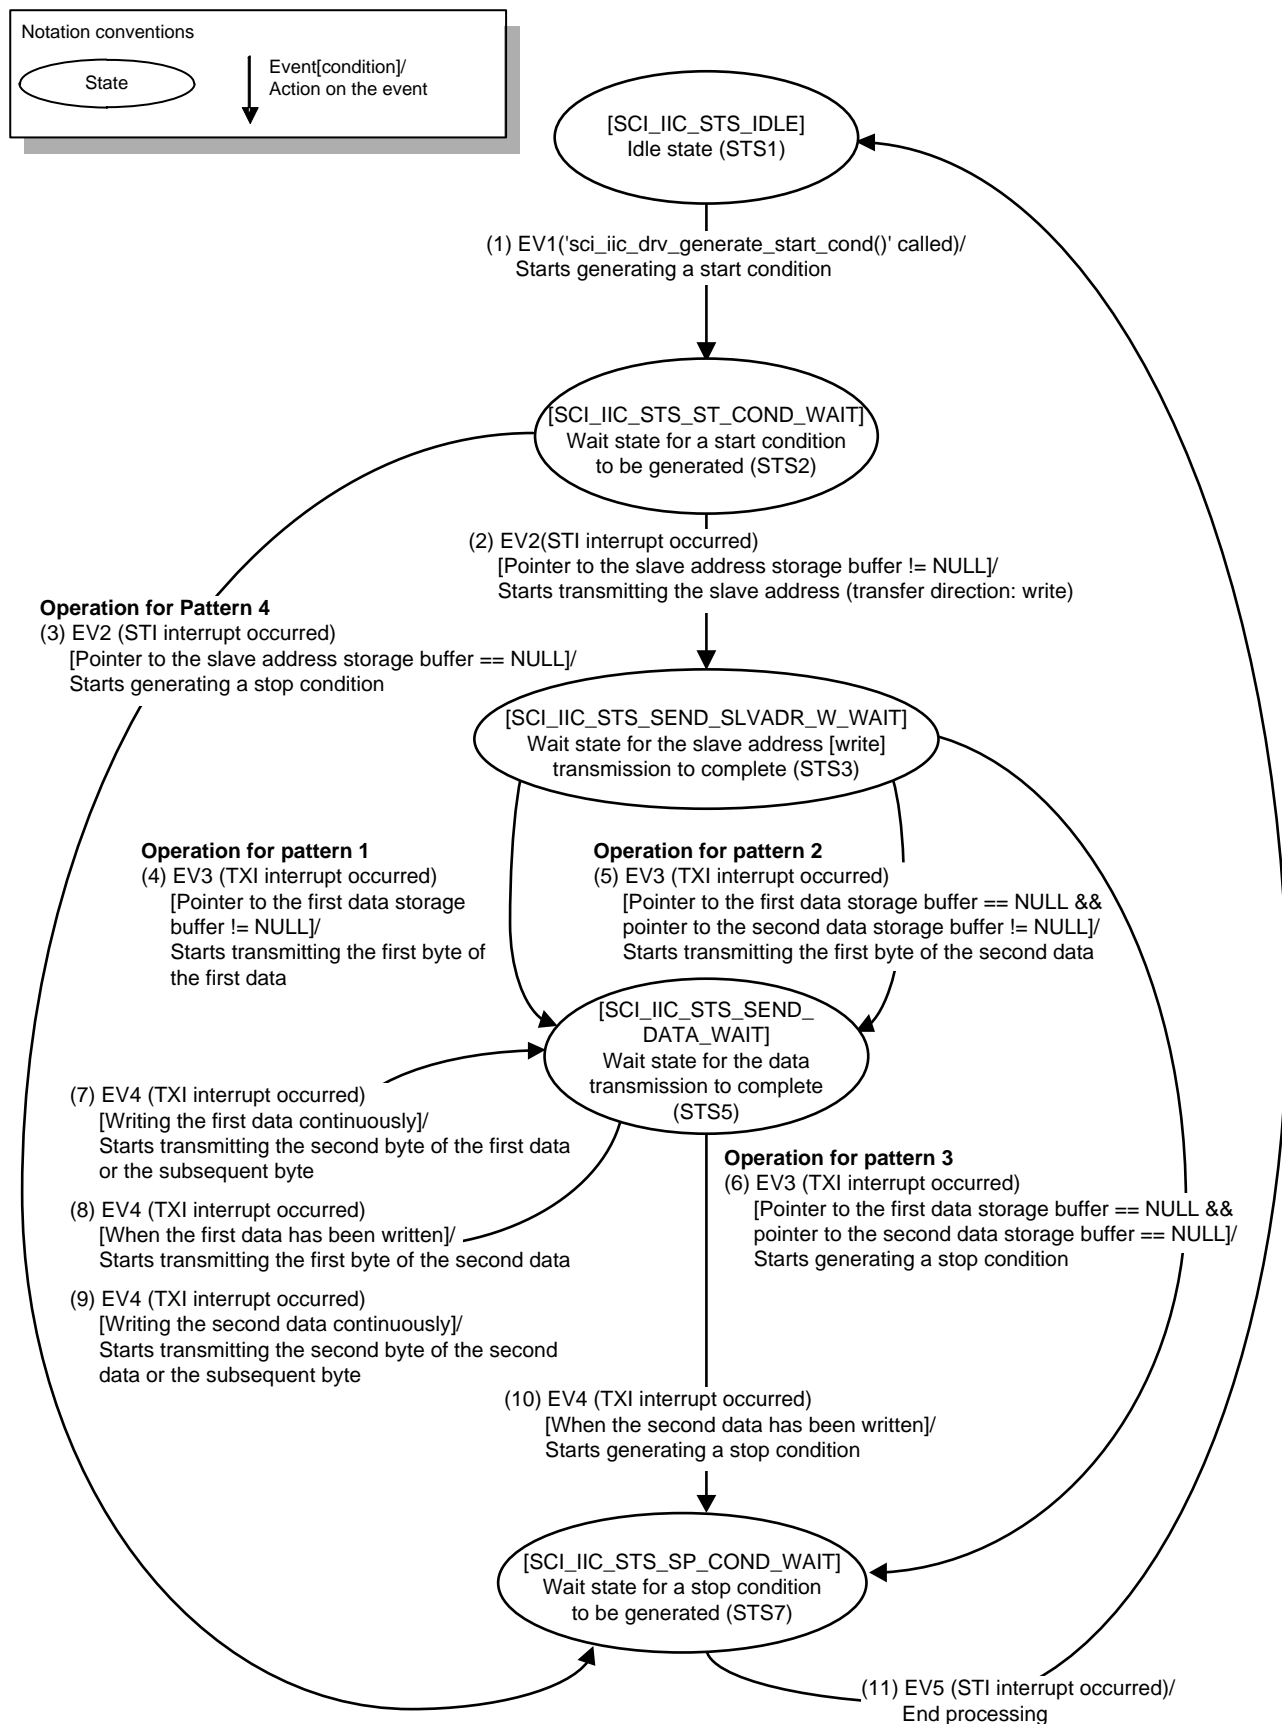 Notation conventions
State
Event[condition]/
Action on the event
[SCI_IIC_STS_IDLE]
Idle state (STS1)
(1) EV1('sci_iic_drv_generate_start_cond()' called)/
Starts generating a start condition
[SCI_IIC_STS_ST_COND_WAIT]
Wait state for a start condition
to be generated (STS2)
(2) EV2(STI interrupt occurred)
[Pointer to the slave address storage buffer != NULL]/
Starts transmitting the slave address (transfer direction: write)
Operation for Pattern 4
(3) EV2 (STI interrupt occurred)
[Pointer to the slave address storage buffer == NULL]/
Starts generating a stop condition
[SCI_IIC_STS_SEND_SLVADR_W_WAIT]
Wait state for the slave address [write]
transmission to complete (STS3)
Operation for pattern 1
(4) EV3 (TXI interrupt occurred)
[Pointer to the first data storage
buffer != NULL]/
Starts transmitting the first byte of
the first data
Operation for pattern 2
(5) EV3 (TXI interrupt occurred)
[Pointer to the first data storage buffer == NULL &&
pointer to the second data storage buffer != NULL]/
Starts transmitting the first byte of the second data
[SCI_IIC_STS_SEND_
DATA_WAIT]
Wait state for the data
transmission to complete
(STS5)
(7) EV4 (TXI interrupt occurred)
[Writing the first data continuously]/
Starts transmitting the second byte of the first data
or the subsequent byte
(8) EV4 (TXI interrupt occurred)
[When the first data has been written]/
Starts transmitting the first byte of the second data
(9) EV4 (TXI interrupt occurred)
[Writing the second data continuously]/
Starts transmitting the second byte of the second
data or the subsequent byte
Operation for pattern 3
(6) EV3 (TXI interrupt occurred)
[Pointer to the first data storage buffer == NULL &&
pointer to the second data storage buffer == NULL]/
Starts generating a stop condition
(10) EV4 (TXI interrupt occurred)
[When the second data has been written]/
Starts generating a stop condition
[SCI_IIC_STS_SP_COND_WAIT]
Wait state for a stop condition
to be generated (STS7)
(11) EV5 (STI interrupt occurred)/
End processing